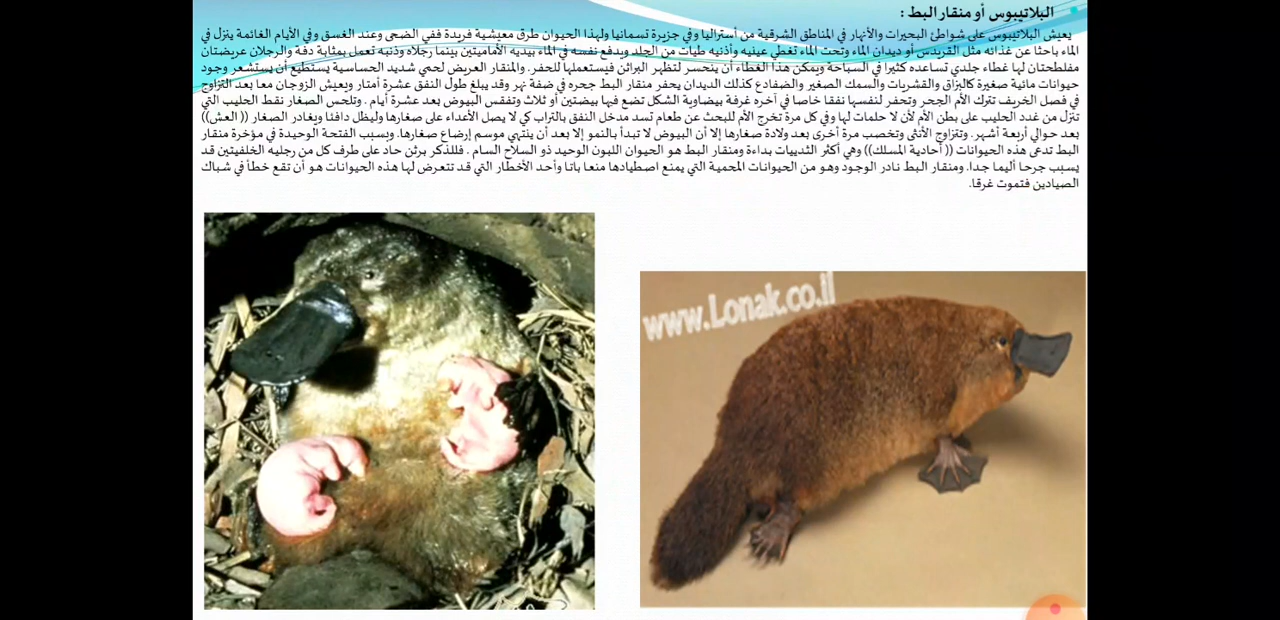 البلاتيبوس أو منقار البط :
يعيش البلاتيبوس على شواطئ البحيرات والأنهار في المناطق الشرقية من أستراليا وفي جزيرة تسمانيا ولهذا الحيوان طرق معيشية فريدة ففي الضحى وعند الغسق وفي الأيام الغائمة ينزل في
الماء باحثا عن غذائه مثل القريدس أو ديدان الماء وتحت الماء تغطي عينيه وأذنيه طيات من الجلد ويدفع نفسه في الماء بيديه الأماميتين بينما رجلاه وذنبه تعمل بمثابة دفة والرجلان عريضتان
مفلطحتان لها غطاء جلدي تساعده كثيرا في السباحة ويمكن هذا الغطاء أن ينحسر لتظهر البراثن فيستعملها للحفر. والمنقار العريض لحمي شديد الحساسية يستطيع أن يستشعر وجود
حيوانات مائية صغيرة كالبزاق والقشريات والسمك الصغير والضفادع كذلك الديدان يحفر منقار البط جحره في ضفة نهر وقد يبلغ طول النفق عشرة أمتار ويعيش الزوجان معا بعد التزاوج
في فصل الخريف تترك الأم الجحر وتحفر لنفسها نفقا خاصا في آخره غرفة بيضاوية الشكل تضع فيها بيضتين أو ثلاث وتفقس البيوض بعد عشرة أيام . وتلحس الصغار نقط الحليب التي
تنزل من غدد الحليب على بطن الأم لأن لا حلمات لها وفي كل مرة تخرج الأم للبحث عن طعام تسد مدخل النفق بالتراب كي لا يصل الأعداء على صغارها وليظل دافئا ويغادر الصغار (( العش))
بعد حوالي أربعة أشهر. وتتزاوج الأنثى وتخصب مرة أخرى بعد ولادة صغارها إلا أن البيوض لا تبدأ بالنمو إلا بعد أن ينتهي موسم إرضاع صغارها. وبسبب الفتحة الوحيدة في مؤخرة منقار
البط تدعى هذه الحيوانات (( أحادية المسلك)) وهي أكثر الثدييات بداءة ومنقار البط هو الحيوان اللبون الوحيد ذو السلاح السام . فللذكر برثن حاد على طرف كل من رجليه الخلفيتين قد
يسبب جرحا أليما جدا. ومنقار البط نادر الوجود وهو من الحيوانات المحمية التي يمنع اصطيادها منعا باتا وأحد الأخطار التي قد تتعرض لها هذه الحيوانات هو أن تقع خطأ في شباك
الصيادين فتموت غرقا.
www.Lonak.co.il